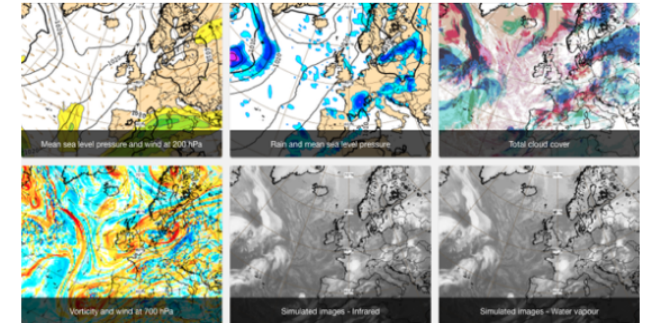 Mean sea level pressure and wind at 200 hPa
Rain and mean sea level pressure
Total cloud cover
Vorticity and wind at 700 hPa
Simulated images - Infrared
Simulated images - Water vapour